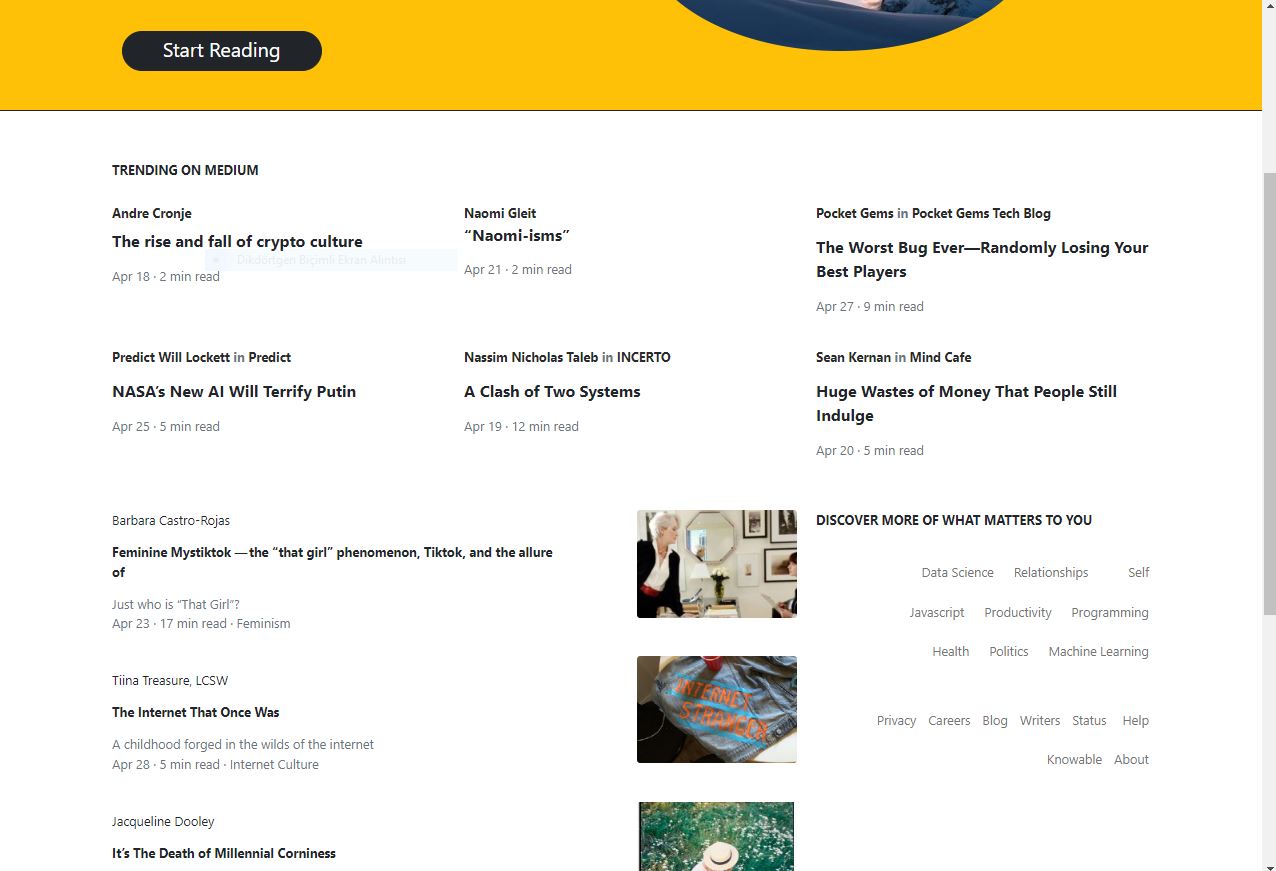 Start Reading
TRENDING ON MEDIUM
Andre Cronje
The rise and fall of crypto culture
Dikdörtgen Biçimli Ekran Alıntısı
Apr 18 · 2 min read
Naomi Gleit
“Naomi-isms”
Apr 21 · 2 min read
Pocket Gems in Pocket Gems Tech Blog
The Worst Bug Ever—Randomly Losing Your
Best Players
Apr 27 · 9 min read
Predict Will Lockett in Predict
NASA’s New AI Will Terrify Putin
Apr 25 · 5 min read
Nassim Nicholas Taleb in INCERTO
A Clash of Two Systems
Apr 19 · 12 min read
Sean Kernan in Mind Cafe
Huge Wastes of Money That People Still
Indulge
Apr 20 · 5 min read
Barbara Castro-Rojas
Feminine Mystiktok — the “that girl” phenomenon, Tiktok, and the allure
of
Just who is “That Girl”?
Apr 23 · 17 min read · Feminism
Tiina Treasure, LCSW
The Internet That Once Was
A childhood forged in the wilds of the internet
Apr 28 · 5 min read · Internet Culture
INTERNET
STRANGER
Jacqueline Dooley
It’s The Death of Millennial Corniness
DISCOVER MORE OF WHAT MATTERS TO YOU
Data Science Relationships Self
Javascript Productivity Programming
Health Politics Machine Learning
Privacy Careers Blog Writers Status Help
Knowable About